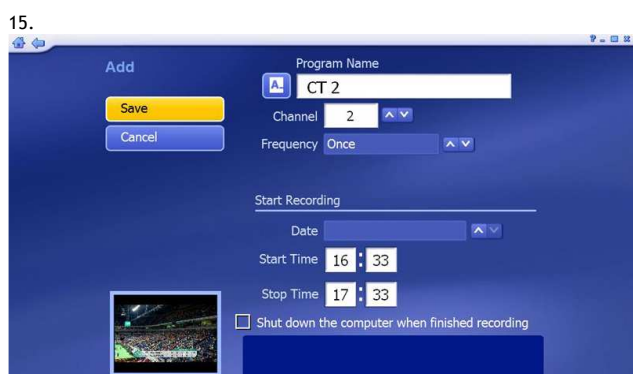 15.
Add
Program Name
A.
CT 2
Save
Channel 2
Cancel
Frequency Once
Start Recording
Date
Start Time 16 : 33
Stop Time 17 : 33
Shut down the computer when finished recording